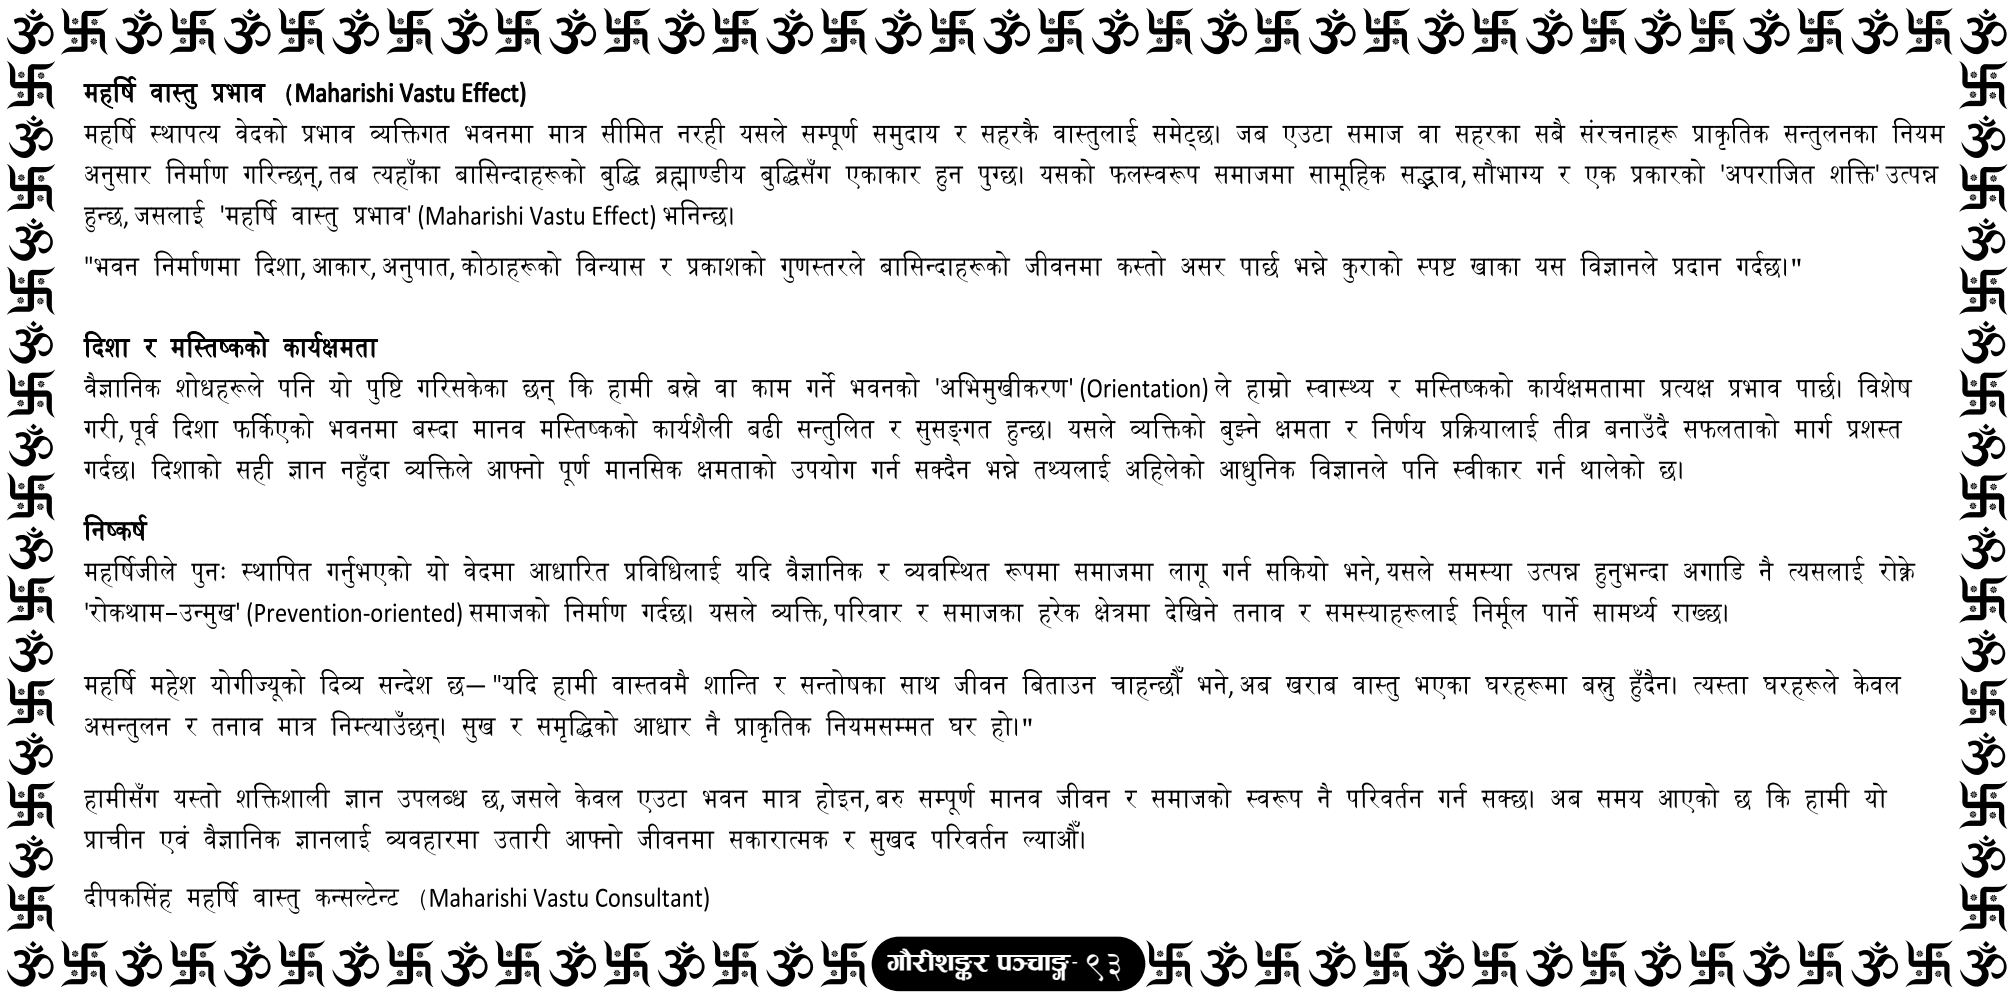 महर्षि वास्तु प्रभाव (Maharishi Vastu Effect)
महर्षि स्थापत्य वेदको प्रभाव व्यक्तिगत भवनमा मात्र सीमित नरही यसले सम्पूर्ण समुदाय र सहरकै वास्तुलाई समेट्छ। जब एउटा समाज वा सहरका सबै संरचनाहरू प्राकृतिक सन्तुलनका नियम
अनुसार निर्माण गरिन्छन्, तब त्यहाँका बासिन्दाहरूको बुद्धि ब्रह्माण्डीय बुद्धिसँग एकाकार हुन पुग्छ। यसको फलस्वरूप समाजमा सामूहिक सद्भाव, सौभाग्य र एक प्रकारको 'अपराजित शक्ति' उत्पन्न
हुन्छ, जसलाई 'महर्षि वास्तु प्रभाव' (Maharishi Vastu Effect) भनिन्छ।
"भवन निर्माणमा दिशा, आकार, अनुपात, कोठाहरूको विन्यास र प्रकाशको गुणस्तरले बासिन्दाहरूको जीवनमा कस्तो असर पार्छ भन्ने कुराको स्पष्ट खाका यस विज्ञानले प्रदान गर्दछ।"
दिशा र मस्तिष्कको कार्यक्षमता
वैज्ञानिक शोधहरूले पनि यो पुष्टि गरिसकेका छन् कि हामी बस्ने वा काम गर्ने भवनको 'अभिमुखीकरण' (Orientation) ले हाम्रो स्वास्थ्य र मस्तिष्कको कार्यक्षमतामा प्रत्यक्ष प्रभाव पार्छ। विशेष
गरी, पूर्व दिशा फर्किएको भवनमा बस्दा मानव मस्तिष्कको कार्यशैली बढी सन्तुलित र सुसङ्गत हुन्छ। यसले व्यक्तिको बुझ्ने क्षमता र निर्णय प्रक्रियालाई तीव्र बनाउँदै सफलताको मार्ग प्रशस्त
गर्दछ। दिशाको सही ज्ञान नहुँदा व्यक्तिले आफ्नो पूर्ण मानसिक क्षमताको उपयोग गर्न सक्दैन भन्ने तथ्यलाई अहिलेको आधुनिक विज्ञानले पनि स्वीकार गर्न थालेको छ।
निष्कर्ष
महर्षिजीले पुनः स्थापित गर्नुभएको यो वेदमा आधारित प्रविधिलाई यदि वैज्ञानिक र व्यवस्थित रूपमा समाजमा लागू गर्न सकियो भने, यसले समस्या उत्पन्न हुनुभन्दा अगाडि नै त्यसलाई रोक्ने
'रोकथाम-उन्मुख' (Prevention-oriented) समाजको निर्माण गर्दछ। यसले व्यक्ति, परिवार र समाजका हरेक क्षेत्रमा देखिने तनाव र समस्याहरूलाई निर्मूल पार्ने सामर्थ्य राख्छ।
महर्षि महेश योगीज्यूको दिव्य सन्देश छ— "यदि हामी वास्तवमै शान्ति र सन्तोषका साथ जीवन बिताउन चाहन्छौँ भने, अब खराब वास्तु भएका घरहरूमा बस्नु हुँदैन। त्यस्ता घरहरूले केवल
असन्तुलन र तनाव मात्र निम्त्याउँछन्। सुख र समृद्धिको आधार नै प्राकृतिक नियमसम्मत घर हो।"
हामीसँग यस्तो शक्तिशाली ज्ञान उपलब्ध छ, जसले केवल एउटा भवन मात्र होइन, बरु सम्पूर्ण मानव जीवन र समाजको स्वरूप नै परिवर्तन गर्न सक्छ। अब समय आएको छ कि हामी यो
प्राचीन एवं वैज्ञानिक ज्ञानलाई व्यवहारमा उतारी आफ्नो जीवनमा सकारात्मक र सुखद परिवर्तन ल्याऔँ।
दीपकसिंह महर्षि वास्तु कन्सल्टेन्ट (Maharishi Vastu Consultant)
गौरीशङ्कर पञ्चाङ्ग- ९३